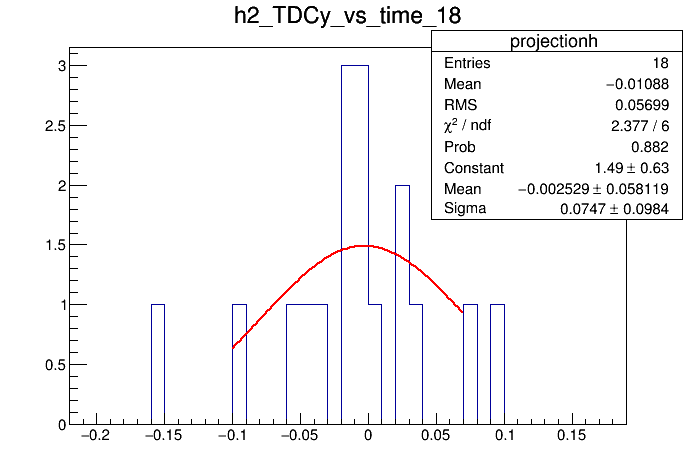 h2_TDCy_vs_time_18
projectionh
Entries 18
Mean −0.01088
RMS 0.05699
χ² / ndf 2.377 / 6
Prob 0.882
Constant 1.49 ± 0.63
Mean −0.002529 ± 0.058119
Sigma 0.0747 ± 0.0984
3
2.5
2
1.5
1
0.5
0
−0.2 −0.15 −0.1 −0.05 0 0.05 0.1 0.15